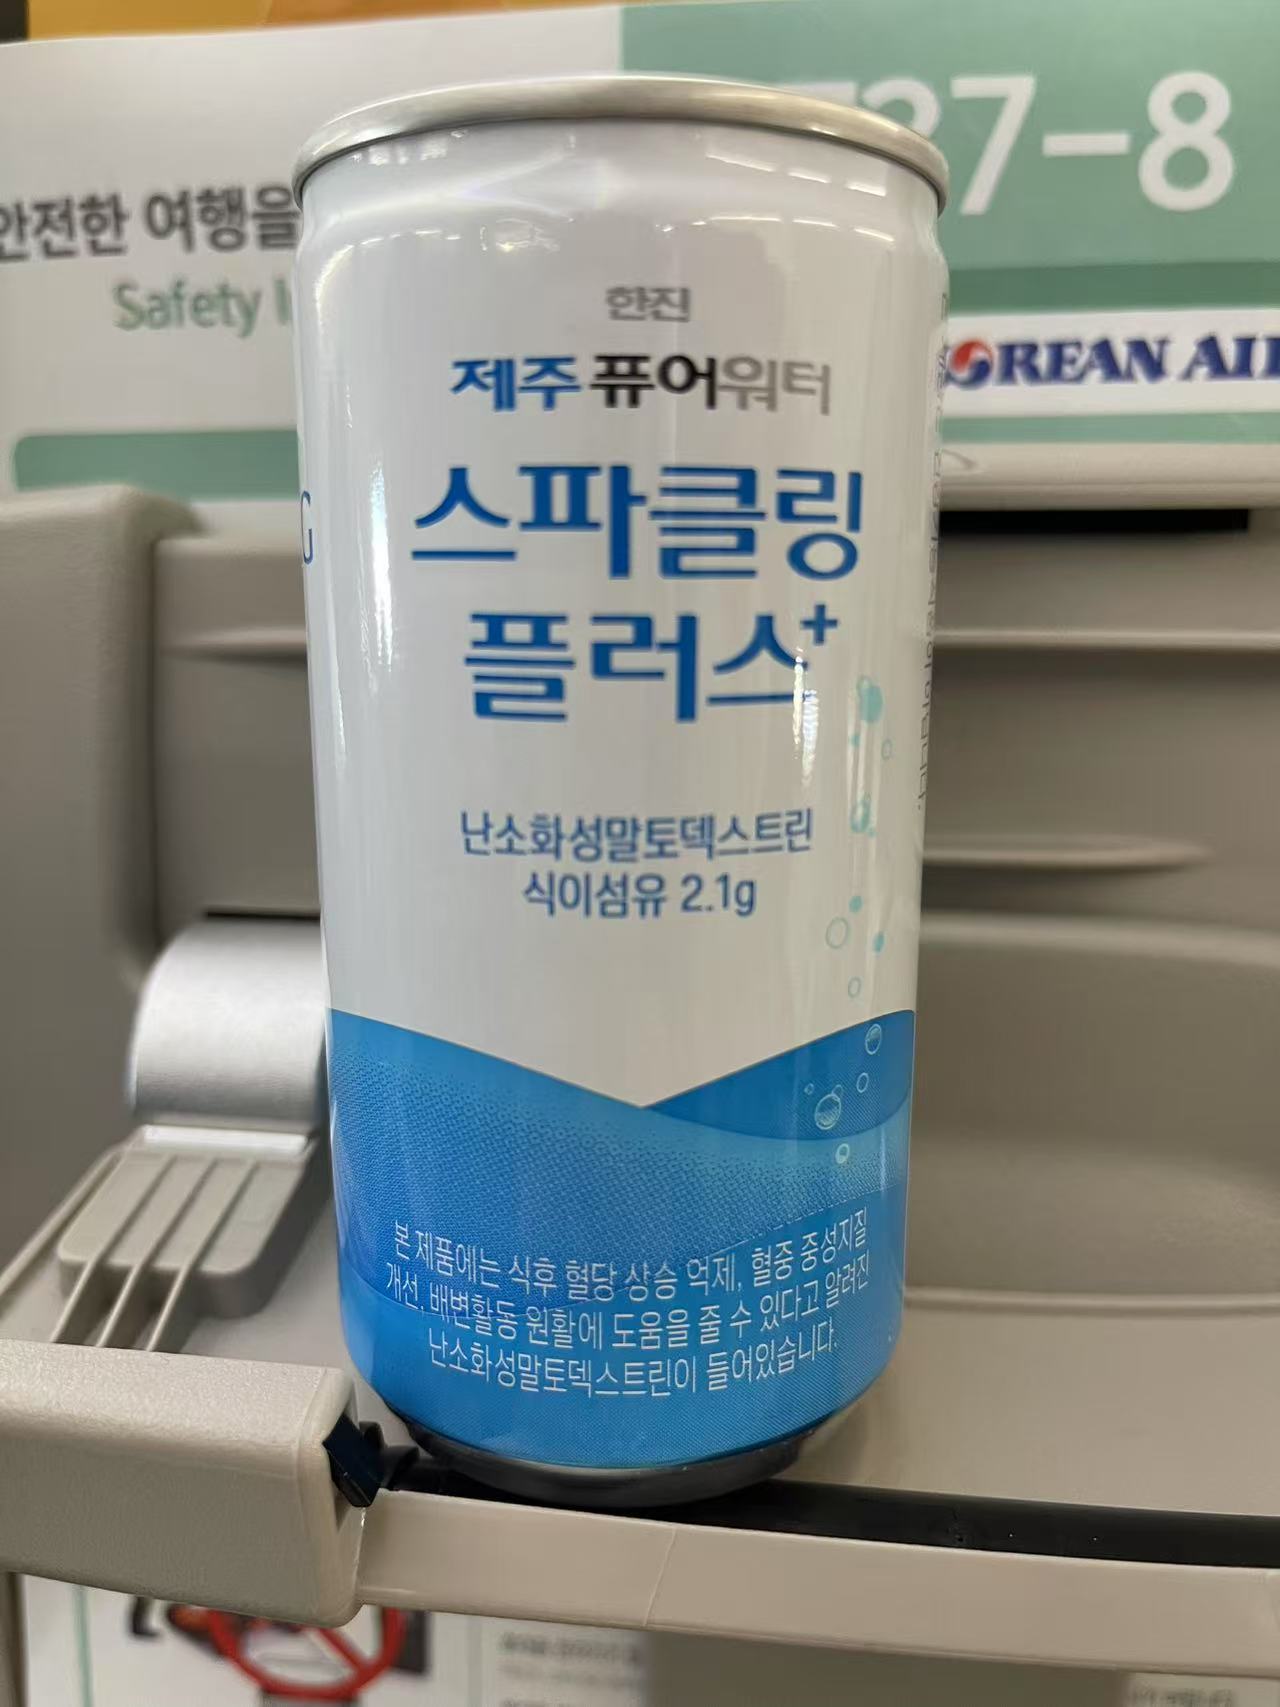 안전한 여행을
Safety
37-8
KOREAN AIR
한진
제주 퓨어워터
스파클링
플러스+
난소화성말토덱스트린
식이섬유 2.1g
본 제품에는 식후 혈당 상승 억제, 혈중 중성지질
개선, 배변활동 원활에 도움을 줄 수 있다고 알려진
난소화성말토덱스트린이 들어있습니다.
G